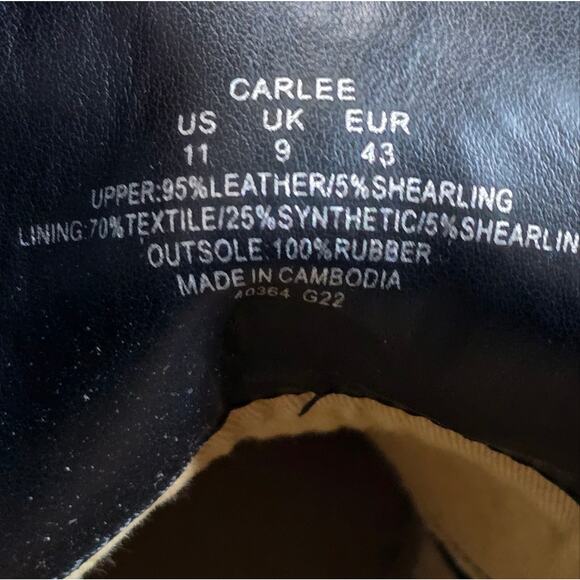 CARLEE
US UK EUR
11 9 43
UPPER:95%LEATHER/5%SHEARLING
LINING:70%TEXTILE/25%SYNTHETIC/5%SHEARLIN
OUTSOLE:100%RUBBER
MADE IN CAMBODIA
40364 G22